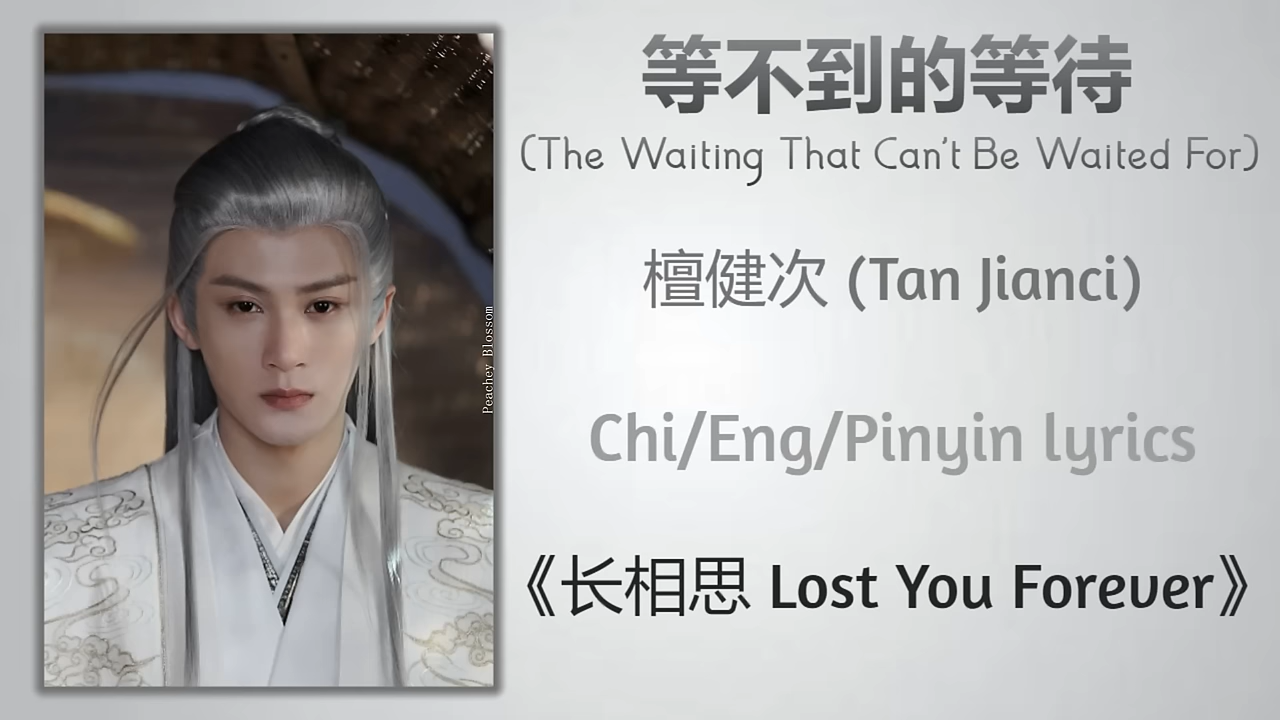 等不到的等待
(The Waiting That Can't Be Waited For)
檀健次 (Tan Jianci)
Chi/Eng/Pinyin lyrics
《长相思 Lost You Forever》
Peachey Blossom